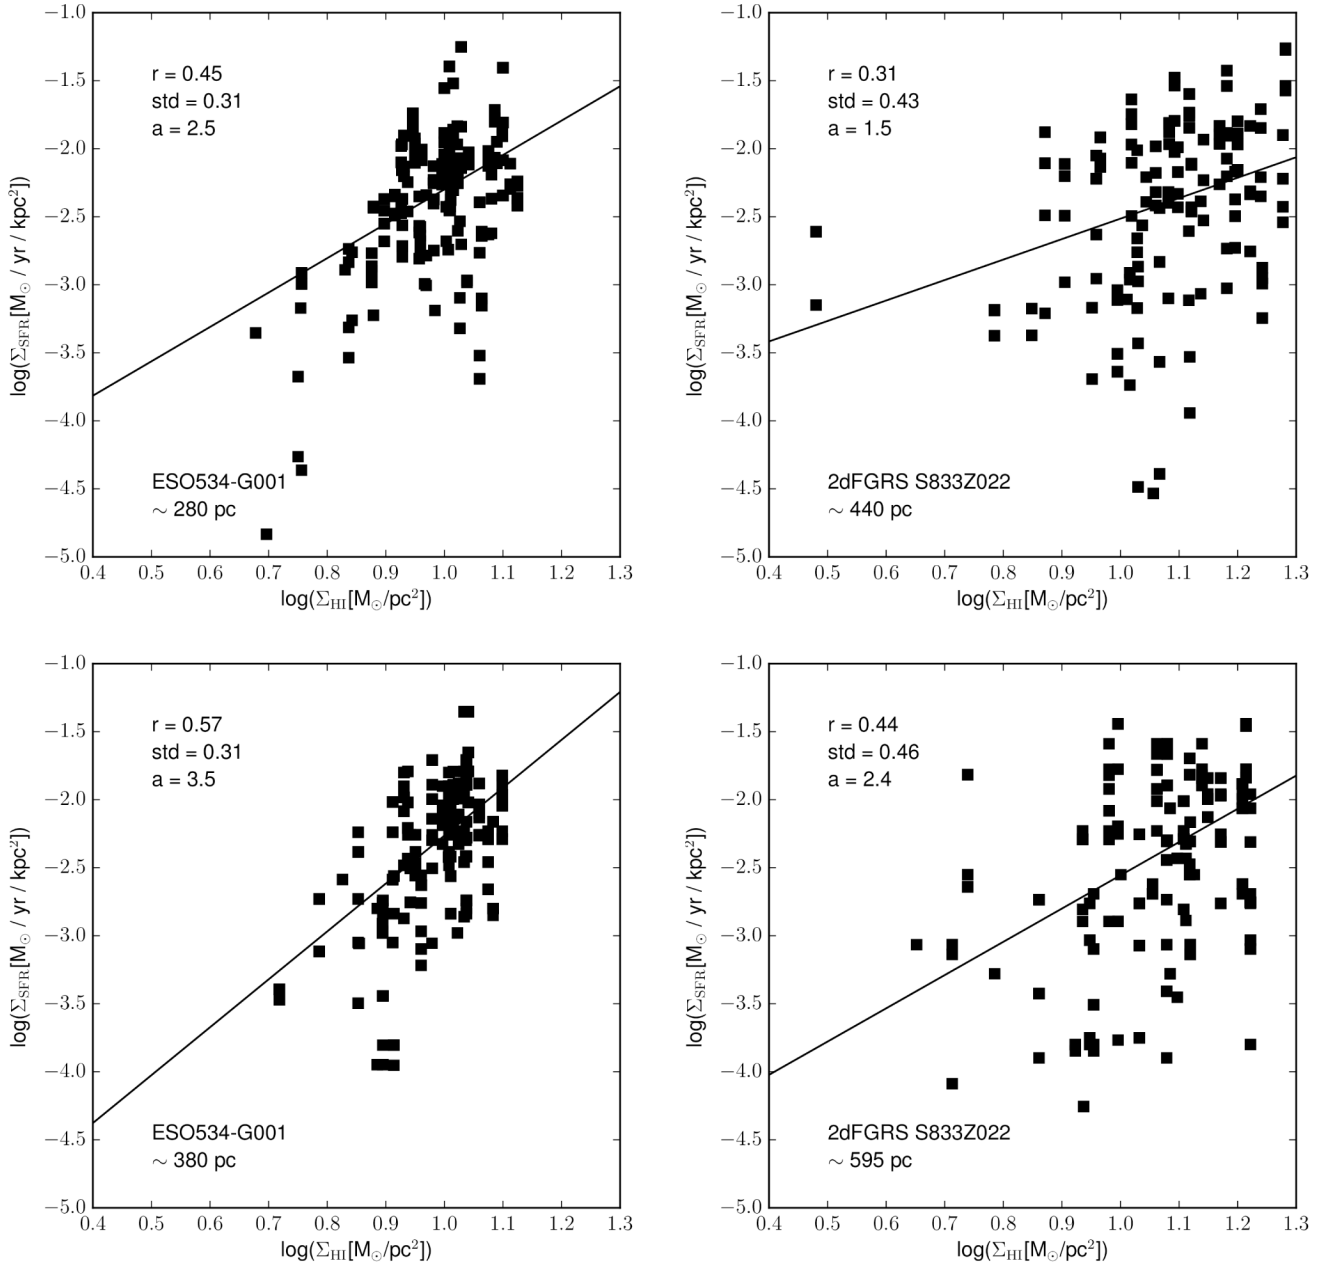 −1.0
−1.5
−2.0
−2.5
−3.0
−3.5
−4.0
−4.5
−5.0
log(Σ_SFR[M_⊙ / yr / kpc²])
r = 0.45
std = 0.31
a = 2.5
ESO534-G001
∼ 280 pc
0.4 0.5 0.6 0.7 0.8 0.9 1.0 1.1 1.2 1.3
log(Σ_HI[M_⊙/pc²])
−1.0
−1.5
−2.0
−2.5
−3.0
−3.5
−4.0
−4.5
−5.0
log(Σ_SFR[M_⊙ / yr / kpc²])
r = 0.31
std = 0.43
a = 1.5
2dFGRS S833Z022
∼ 440 pc
0.4 0.5 0.6 0.7 0.8 0.9 1.0 1.1 1.2 1.3
log(Σ_HI[M_⊙/pc²])
−1.0
−1.5
−2.0
−2.5
−3.0
−3.5
−4.0
−4.5
−5.0
log(Σ_SFR[M_⊙ / yr / kpc²])
r = 0.57
std = 0.31
a = 3.5
ESO534-G001
∼ 380 pc
0.4 0.5 0.6 0.7 0.8 0.9 1.0 1.1 1.2 1.3
log(Σ_HI[M_⊙/pc²])
−1.0
−1.5
−2.0
−2.5
−3.0
−3.5
−4.0
−4.5
−5.0
log(Σ_SFR[M_⊙ / yr / kpc²])
r = 0.44
std = 0.46
a = 2.4
2dFGRS S833Z022
∼ 595 pc
0.4 0.5 0.6 0.7 0.8 0.9 1.0 1.1 1.2 1.3
log(Σ_HI[M_⊙/pc²])